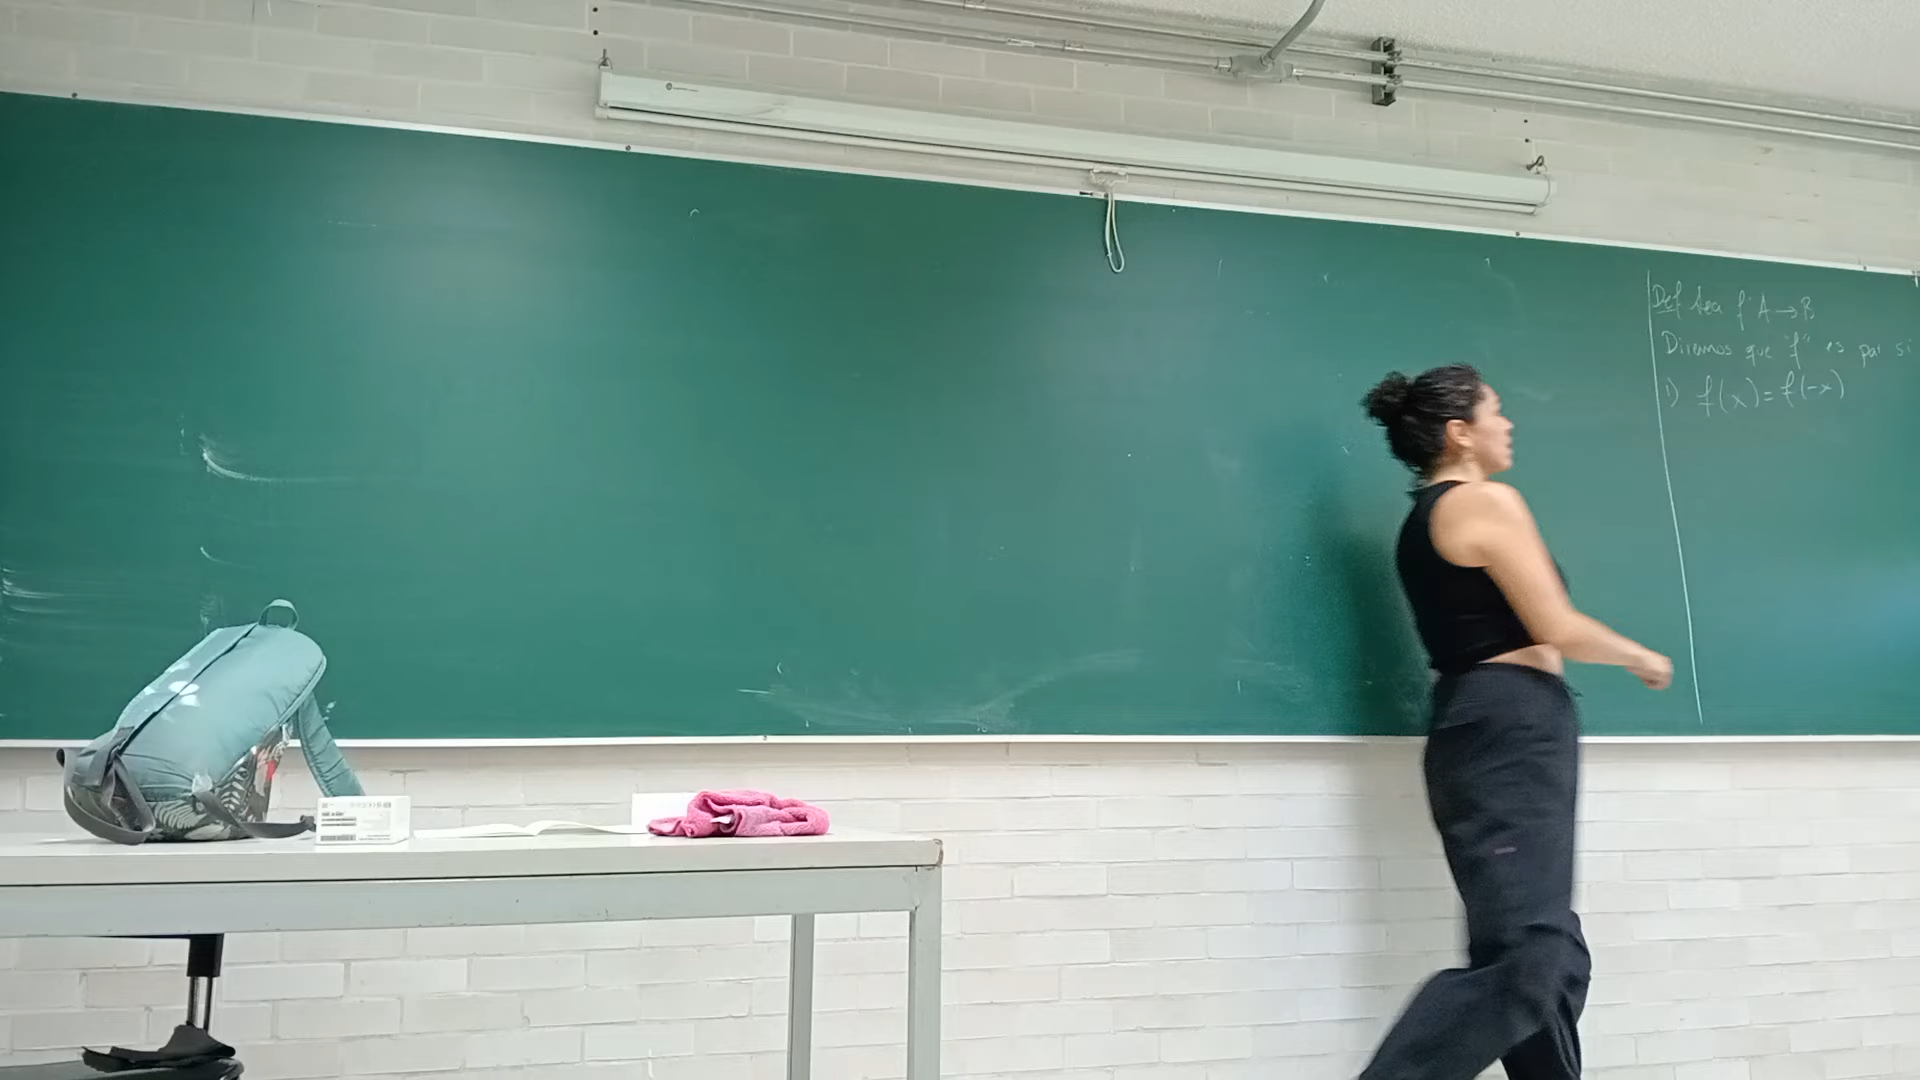 Def Sea f: A → B
Diremos que "f" es par si
1) f(x) = f(-x)